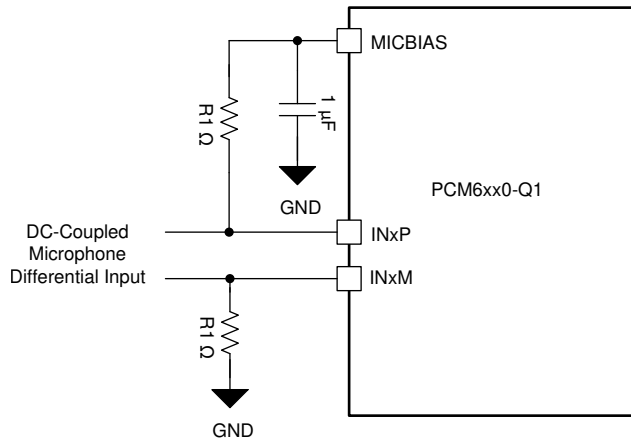 MICBIAS
R1 Ω
1 µF
GND
PCM6xx0-Q1
DC-Coupled
Microphone
Differential Input
INxP
INxM
R1 Ω
GND